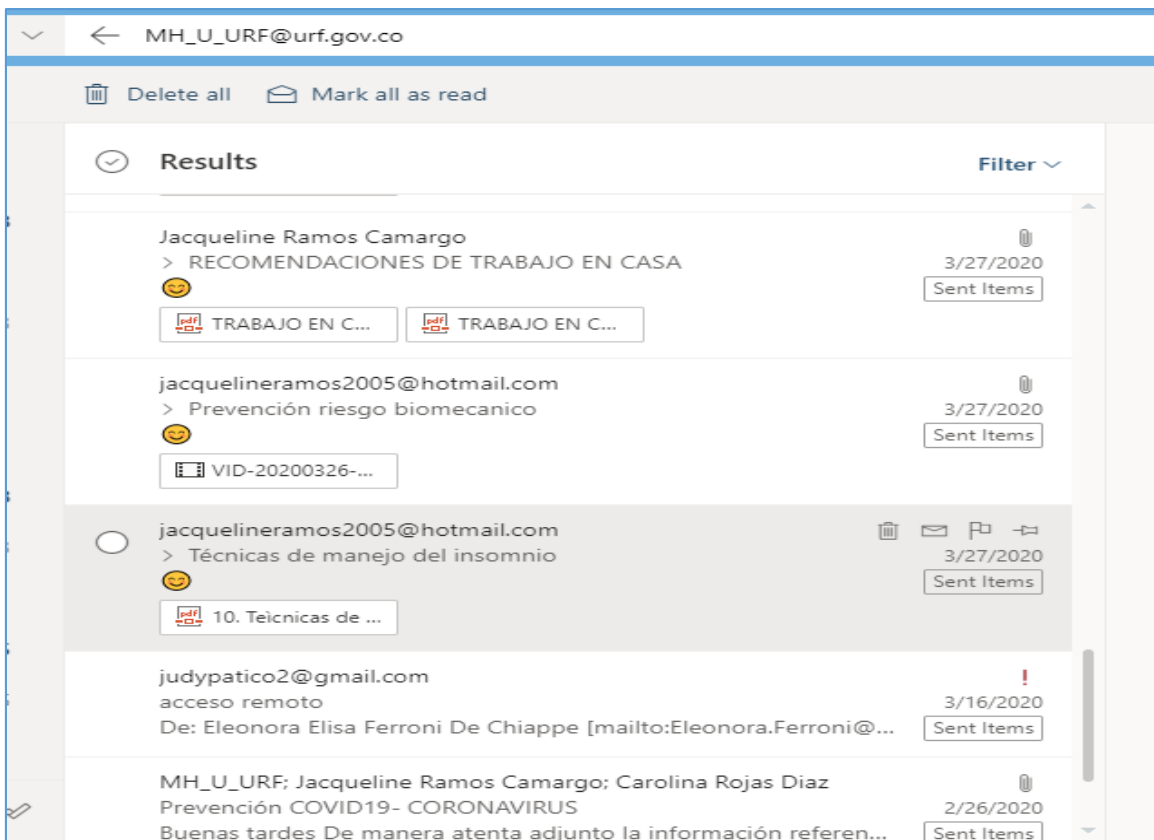 MH_U_URF@urf.gov.co
Delete all Mark all as read
Results Filter
Jacqueline Ramos Camargo
> RECOMENDACIONES DE TRABAJO EN CASA 3/27/2020
Sent Items
TRABAJO EN C... TRABAJO EN C...
jacquelineramos2005@hotmail.com
> Prevención riesgo biomecanico 3/27/2020
Sent Items
VID-20200326-...
jacquelineramos2005@hotmail.com
> Técnicas de manejo del insomnio 3/27/2020
Sent Items
10. Teìcnicas de ...
judypatico2@gmail.com !
acceso remoto 3/16/2020
De: Eleonora Elisa Ferroni De Chiappe [mailto:Eleonora.Ferroni@... Sent Items
MH_U_URF; Jacqueline Ramos Camargo; Carolina Rojas Diaz
Prevención COVID19- CORONAVIRUS 2/26/2020
Buenas tardes De manera atenta adjunto la información referen... Sent Items